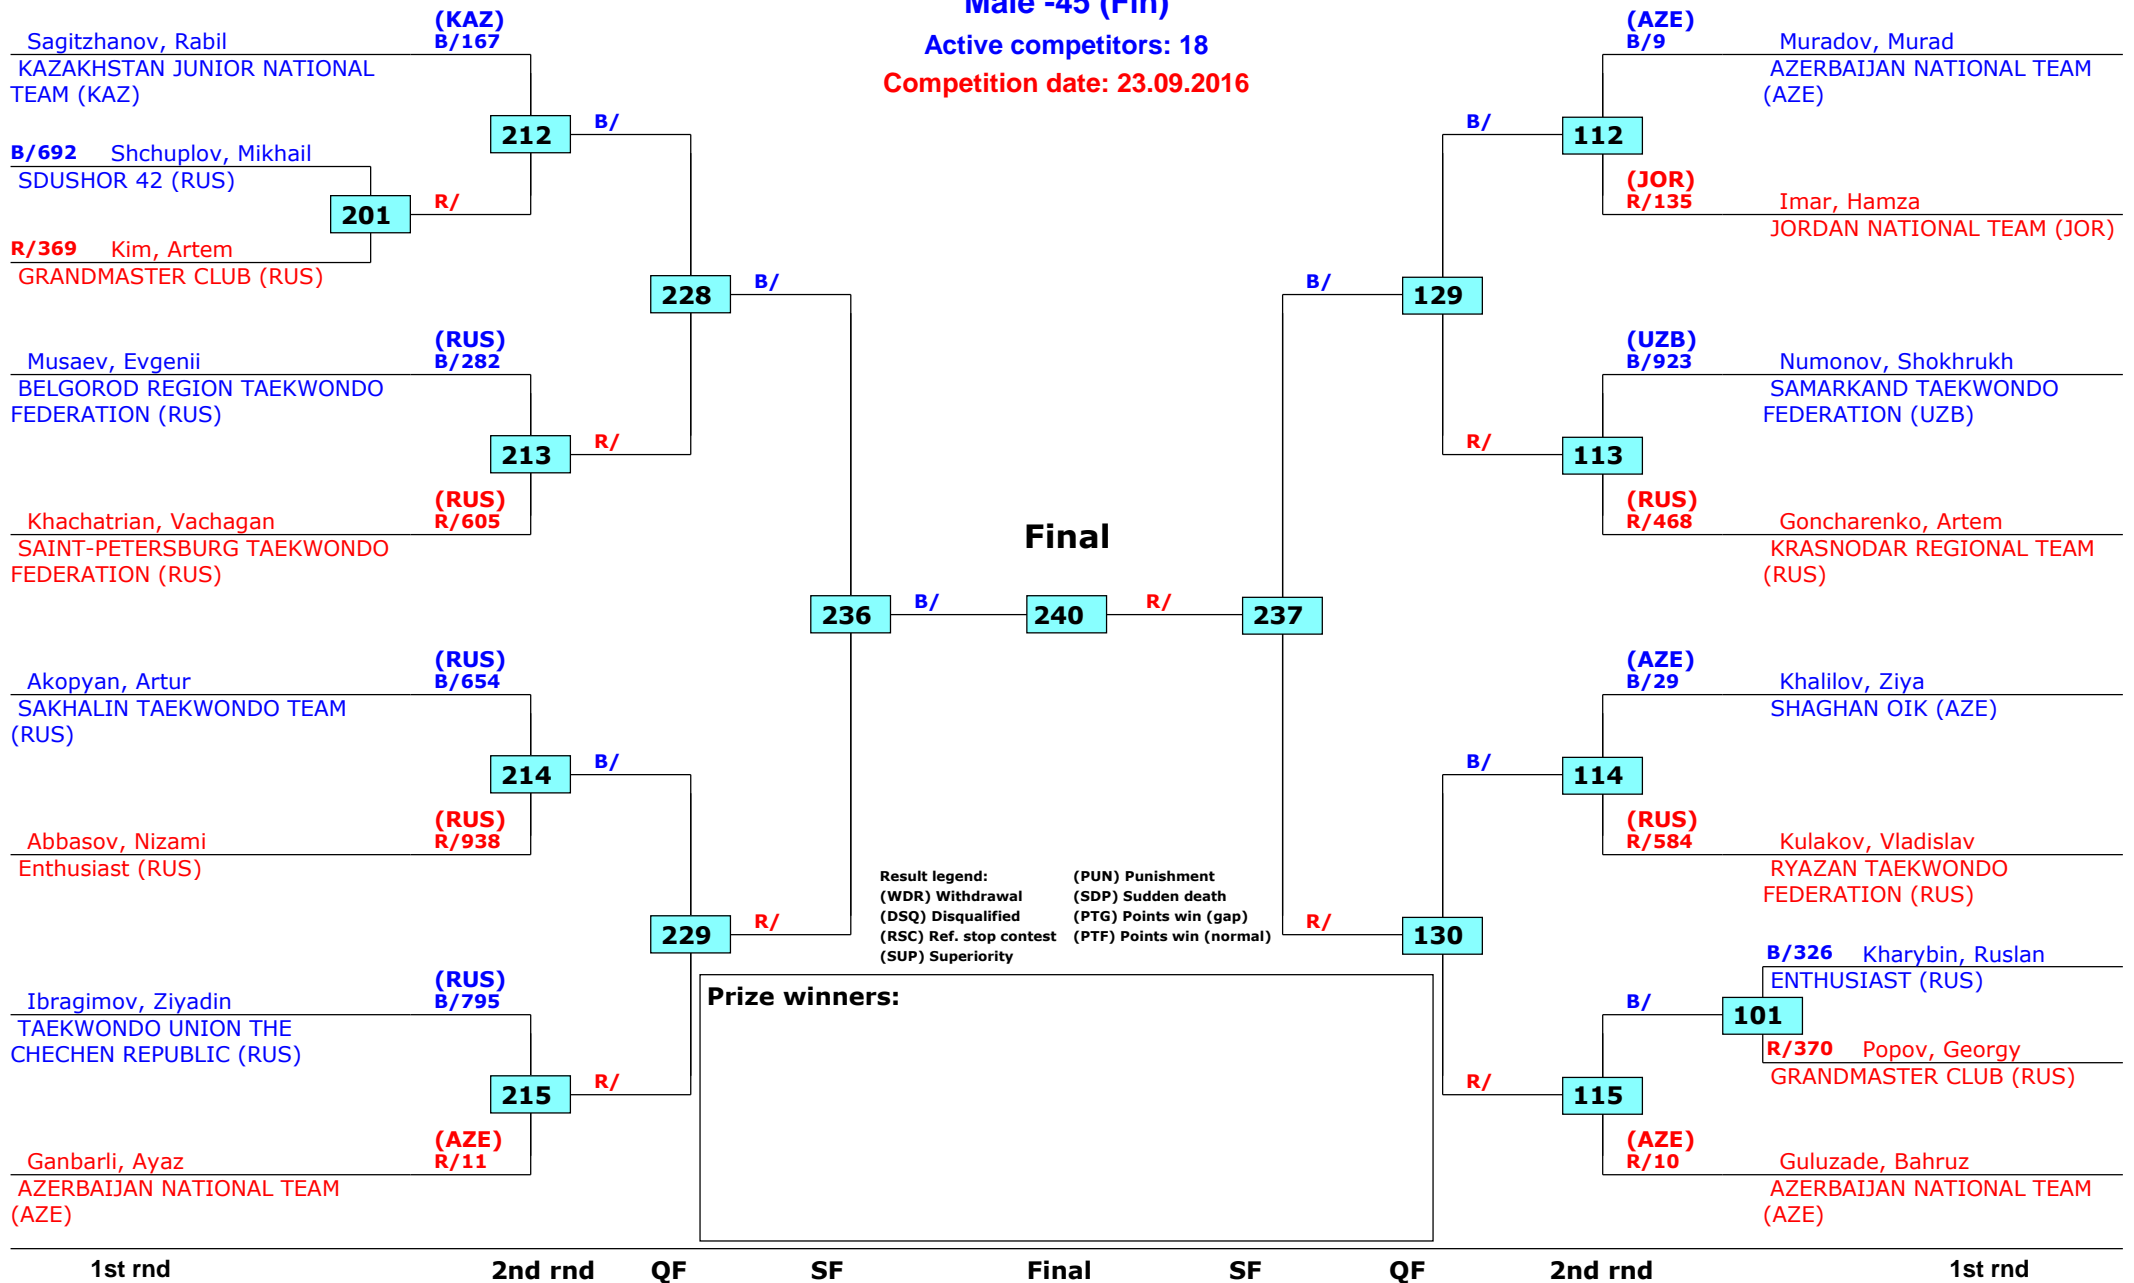 Male -45 (Fin)
Active competitors: 18
Competition date: 23.09.2016
(KAZ)
Sagitzhanov, Rabil B/167
KAZAKHSTAN JUNIOR NATIONAL
TEAM (KAZ)
212
B/
B/692 Shchuplov, Mikhail
SDUSHOR 42 (RUS)
201
R/
R/369 Kim, Artem
GRANDMASTER CLUB (RUS)
228
B/
(RUS)
Musaev, Evgenii B/282
BELGOROD REGION TAEKWONDO
FEDERATION (RUS)
213
R/
(RUS)
Khachatrian, Vachagan R/605
SAINT-PETERSBURG TAEKWONDO
FEDERATION (RUS)
236
B/
(RUS)
Akopyan, Artur B/654
SAKHALIN TAEKWONDO TEAM
(RUS)
214
B/
(RUS)
Abbasov, Nizami R/938
Enthusiast (RUS)
229
R/
(RUS)
Ibragimov, Ziyadin B/795
TAEKWONDO UNION THE
CHECHEN REPUBLIC (RUS)
215
R/
(AZE)
Ganbarli, Ayaz R/11
AZERBAIJAN NATIONAL TEAM
(AZE)
Final
240
R/
237
(AZE)
B/9 Muradov, Murad
AZERBAIJAN NATIONAL TEAM
(AZE)
B/
112
(JOR)
R/135 Imar, Hamza
JORDAN NATIONAL TEAM (JOR)
B/
129
(UZB)
B/923 Numonov, Shokhrukh
SAMARKAND TAEKWONDO
FEDERATION (UZB)
R/
113
(RUS)
R/468 Goncharenko, Artem
KRASNODAR REGIONAL TEAM
(RUS)
(AZE)
B/29 Khalilov, Ziya
SHAGHAN OIK (AZE)
B/
114
(RUS)
R/584 Kulakov, Vladislav
RYAZAN TAEKWONDO
FEDERATION (RUS)
R/
130
B/326 Kharybin, Ruslan
ENTHUSIAST (RUS)
B/
101
R/370 Popov, Georgy
GRANDMASTER CLUB (RUS)
R/
115
(AZE)
R/10 Guluzade, Bahruz
AZERBAIJAN NATIONAL TEAM
(AZE)
Result legend: (PUN) Punishment
(WDR) Withdrawal (SDP) Sudden death
(DSQ) Disqualified (PTG) Points win (gap)
(RSC) Ref. stop contest (PTF) Points win (normal)
(SUP) Superiority
Prize winners:
1st rnd 2nd rnd QF SF Final SF QF 2nd rnd 1st rnd